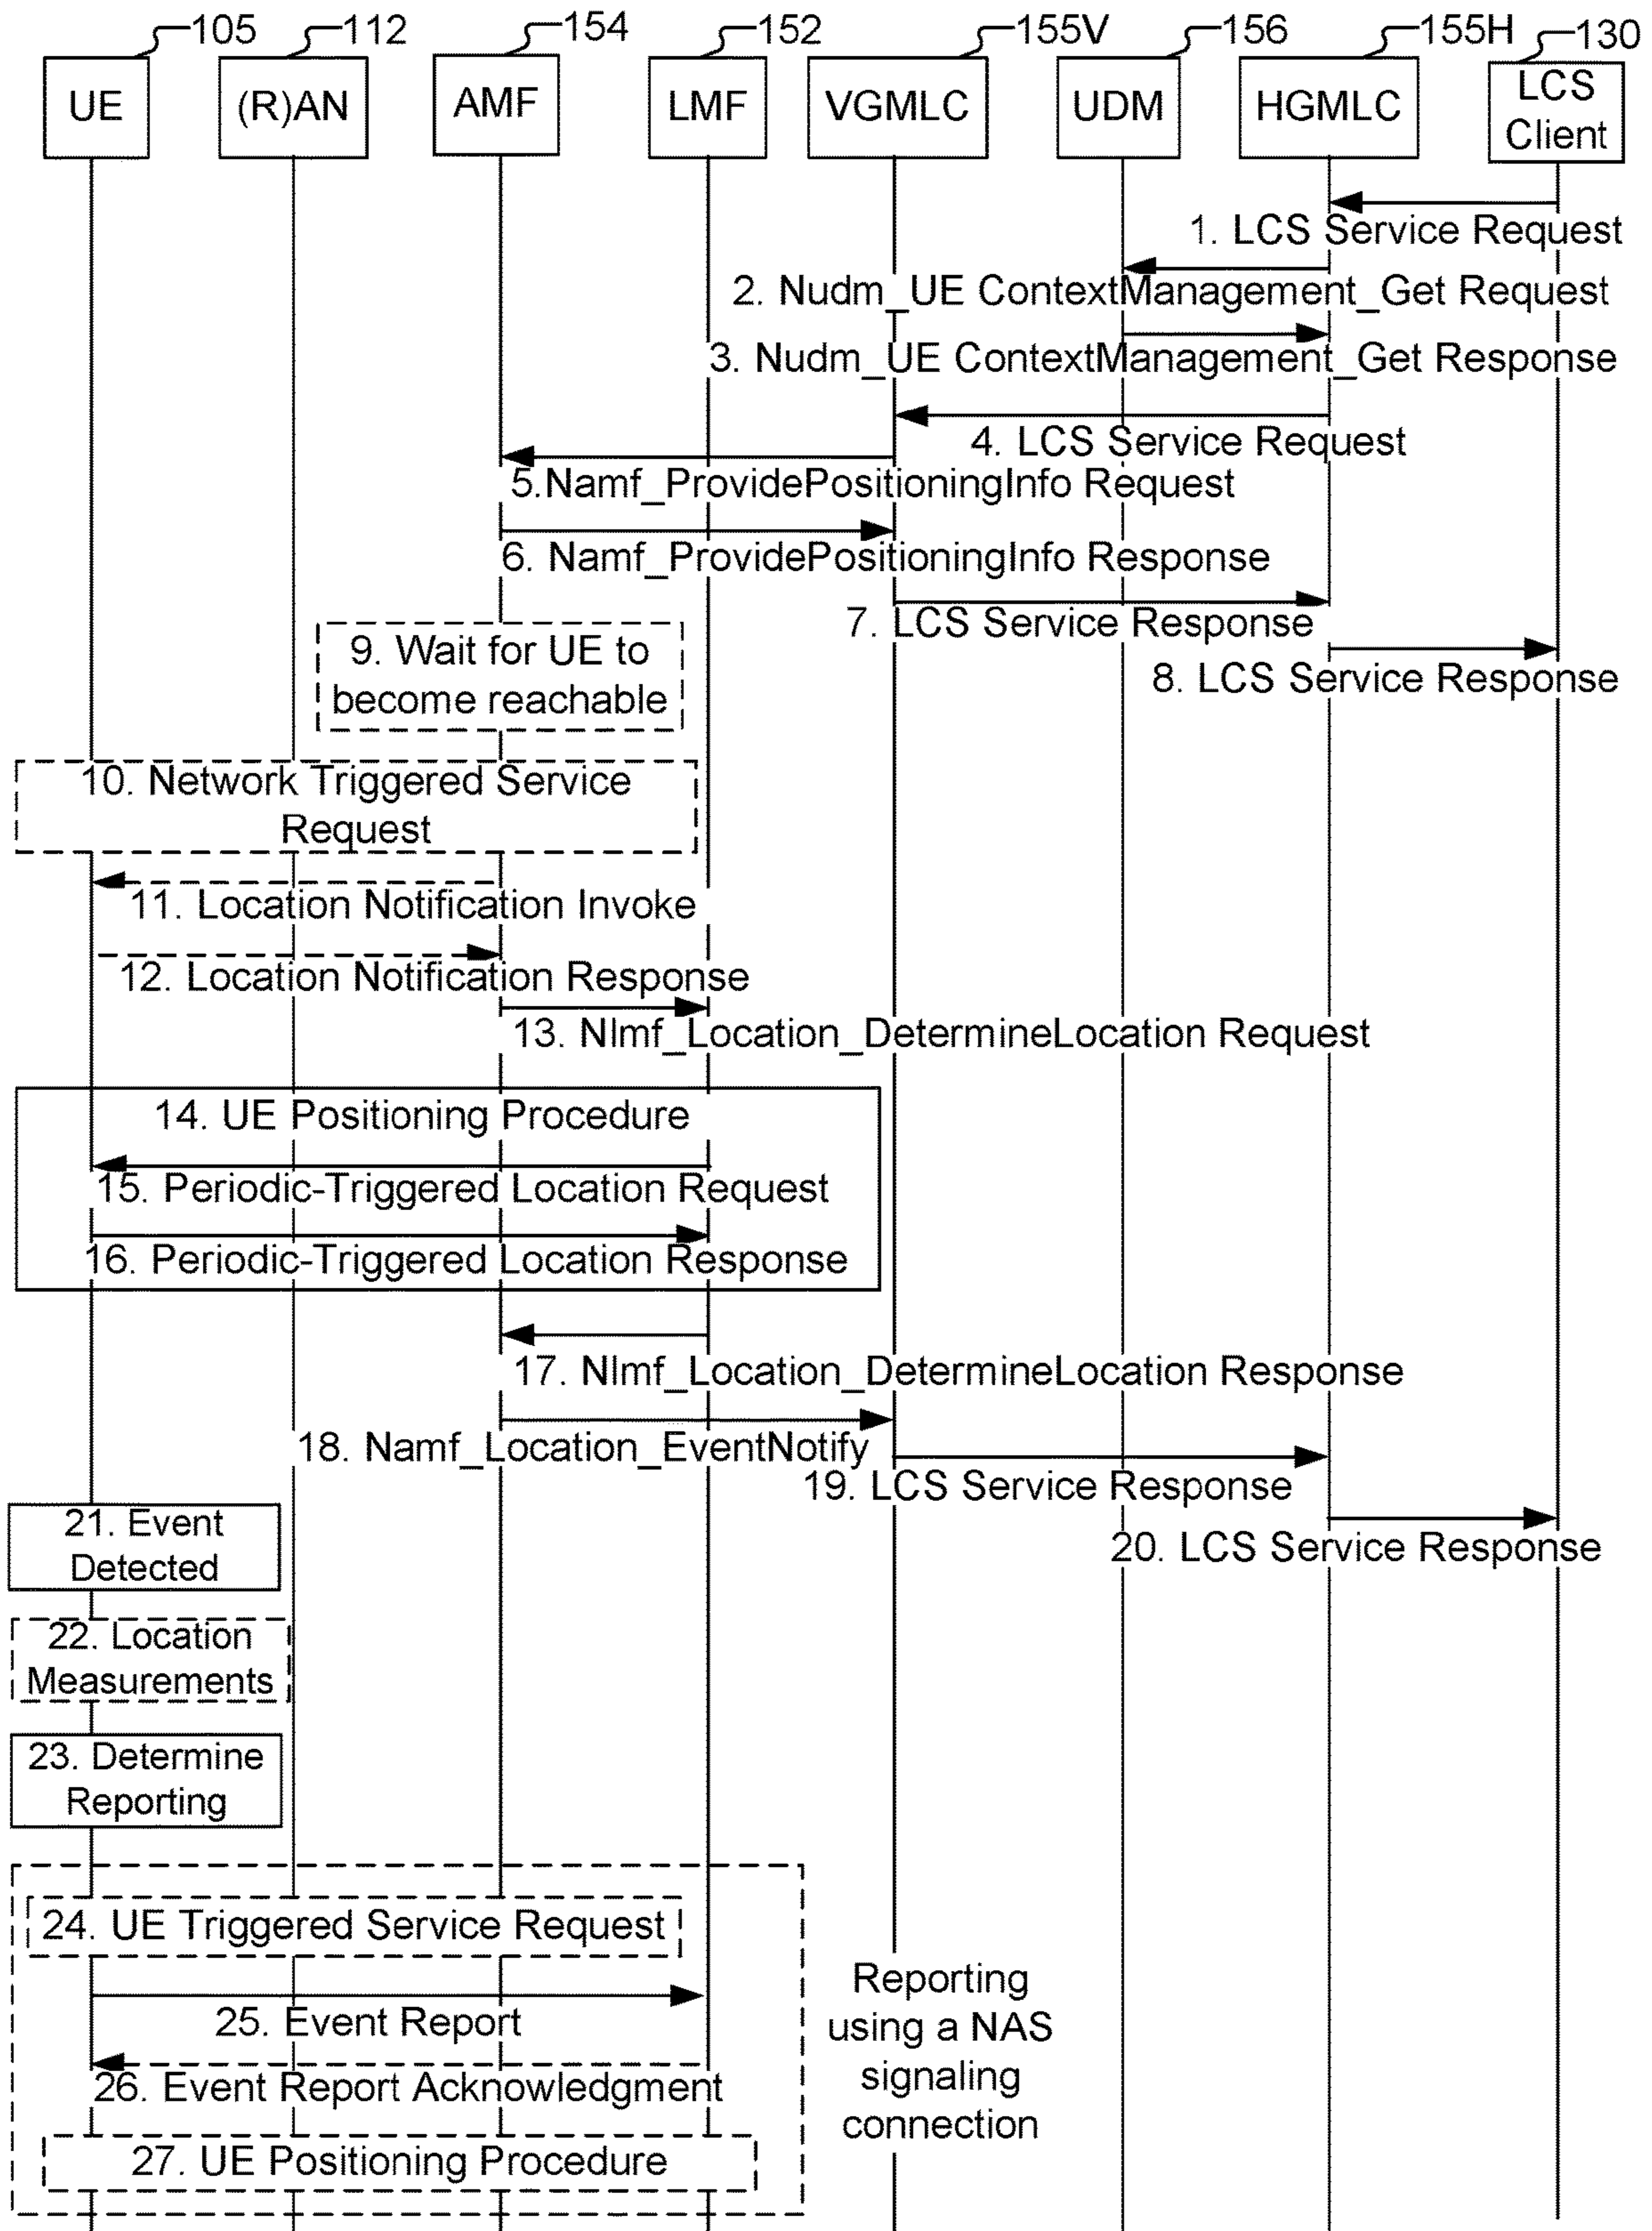 105
112
154
152
155V
156
155H
130
UE
(R)AN
AMF
LMF
VGMLC
UDM
HGMLC
LCS
Client
1. LCS Service Request
2. Nudm_UE ContextManagement_Get Request
3. Nudm_UE ContextManagement_Get Response
4. LCS Service Request
5.Namf_ProvidePositioningInfo Request
6. Namf_ProvidePositioningInfo Response
7. LCS Service Response
8. LCS Service Response
9. Wait for UE to
become reachable
10. Network Triggered Service
Request
11. Location Notification Invoke
12. Location Notification Response
13. Nlmf_Location_DetermineLocation Request
14. UE Positioning Procedure
15. Periodic-Triggered Location Request
16. Periodic-Triggered Location Response
17. Nlmf_Location_DetermineLocation Response
18. Namf_Location_EventNotify
19. LCS Service Response
20. LCS Service Response
21. Event
Detected
22. Location
Measurements
23. Determine
Reporting
24. UE Triggered Service Request
25. Event Report
26. Event Report Acknowledgment
27. UE Positioning Procedure
Reporting
using a NAS
signaling
connection